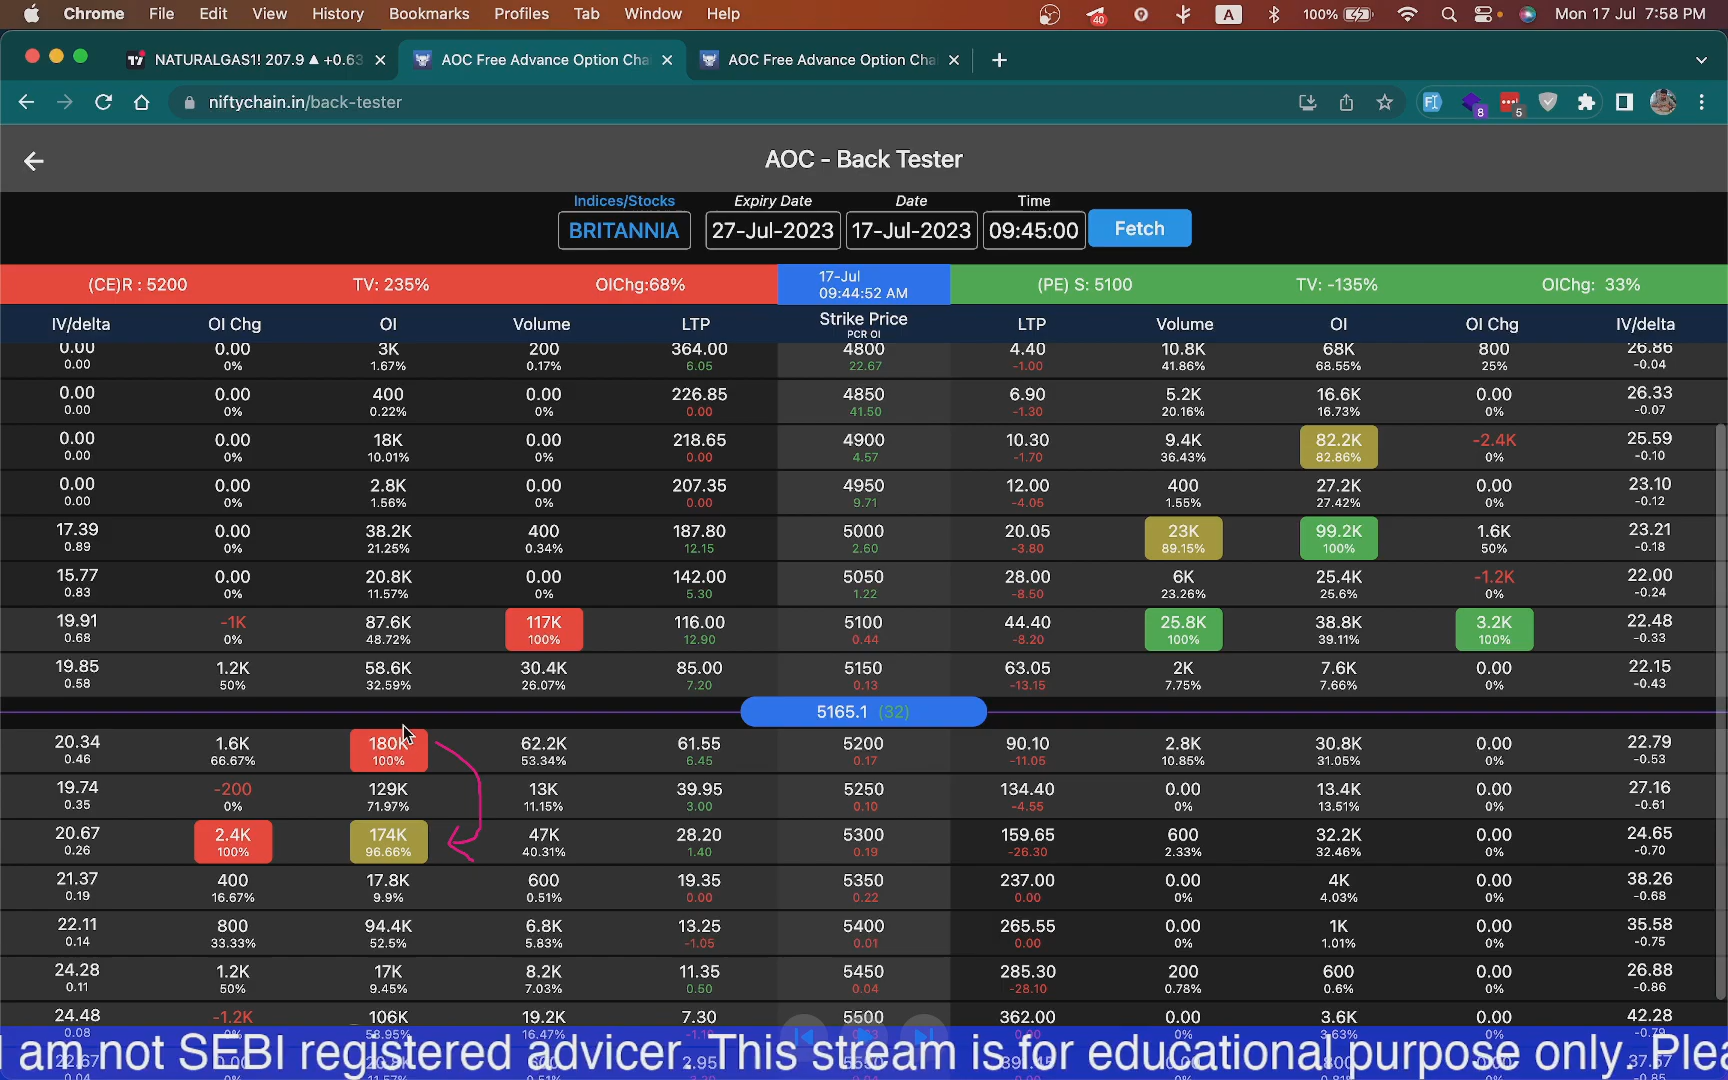 Chrome File Edit View History Bookmarks Profiles Tab Window Help 40 A 100% Mon 17 Jul 7:58 PM
NATURALGAS1! 207.9 ▲ +0.63 AOC Free Advance Option Cha AOC Free Advance Option Cha
niftychain.in/back-tester 8 5
AOC - Back Tester
Indices/Stocks Expiry Date Date Time
BRITANNIA 27-Jul-2023 17-Jul-2023 09:45:00 Fetch
(CE)R : 5200 TV: 235% OIChg:68% 17-Jul 09:44:52 AM (PE) S: 5100 TV: -135% OIChg: 33%
IV/delta OI Chg OI Volume LTP Strike Price LTP Volume OI OI Chg IV/delta
PCR OI
0.00 0.00 3K 200 364.00 4800 4.40 10.8K 68K 800 26.86
0.00 0% 1.67% 0.17% 6.05 22.67 -1.00 41.86% 68.55% 25% -0.04
0.00 0.00 400 0.00 226.85 4850 6.90 5.2K 16.6K 0.00 26.33
0.00 0% 0.22% 0% 0.00 41.50 -1.30 20.16% 16.73% 0% -0.07
0.00 0.00 18K 0.00 218.65 4900 10.30 9.4K 82.2K -2.4K 25.59
0.00 0% 10.01% 0% 0.00 4.57 -1.70 36.43% 82.86% 0% -0.10
0.00 0.00 2.8K 0.00 207.35 4950 12.00 400 27.2K 0.00 23.10
0.00 0% 1.56% 0% 0.00 9.71 -4.05 1.55% 27.42% 0% -0.12
17.39 0.00 38.2K 400 187.80 5000 20.05 23K 99.2K 1.6K 23.21
0.89 0% 21.25% 0.34% 12.15 2.60 -3.80 89.15% 100% 50% -0.18
15.77 0.00 20.8K 0.00 142.00 5050 28.00 6K 25.4K -1.2K 22.00
0.83 0% 11.57% 0% 5.30 1.22 -8.50 23.26% 25.6% 0% -0.24
19.91 -1K 87.6K 117K 116.00 5100 44.40 25.8K 38.8K 3.2K 22.48
0.68 0% 48.72% 100% 12.90 0.44 -8.20 100% 39.11% 100% -0.33
19.85 1.2K 58.6K 30.4K 85.00 5150 63.05 2K 7.6K 0.00 22.15
0.58 50% 32.59% 26.07% 7.20 0.13 -13.15 7.75% 7.66% 0% -0.43
5165.1 (32)
20.34 1.6K 180K 62.2K 61.55 5200 90.10 2.8K 30.8K 0.00 22.79
0.46 66.67% 100% 53.34% 6.45 0.17 -11.05 10.85% 31.05% 0% -0.53
19.74 -200 129K 13K 39.95 5250 134.40 0.00 13.4K 0.00 27.16
0.35 0% 71.97% 11.15% 3.00 0.10 -4.55 0% 13.51% 0% -0.61
20.67 2.4K 174K 47K 28.20 5300 159.65 600 32.2K 0.00 24.65
0.26 100% 96.66% 40.31% 1.40 0.19 -26.30 2.33% 32.46% 0% -0.70
21.37 400 17.8K 600 19.35 5350 237.00 0.00 4K 0.00 38.26
0.19 16.67% 9.9% 0.51% 0.00 0.22 0.00 0% 4.03% 0% -0.68
22.11 800 94.4K 6.8K 13.25 5400 265.55 0.00 1K 0.00 35.58
0.14 33.33% 52.5% 5.83% -1.05 0.01 0.00 0% 1.01% 0% -0.75
24.28 1.2K 17K 8.2K 11.35 5450 285.30 200 600 0.00 26.88
0.11 50% 9.45% 7.03% 0.50 0.04 -28.10 0.78% 0.6% 0% -0.86
24.48 -1.2K 106K 19.2K 7.30 5500 362.00 0.00 3.6K 0.00 42.28
am not SEBI registered advicer. This stream is for educational purpose only. Plea